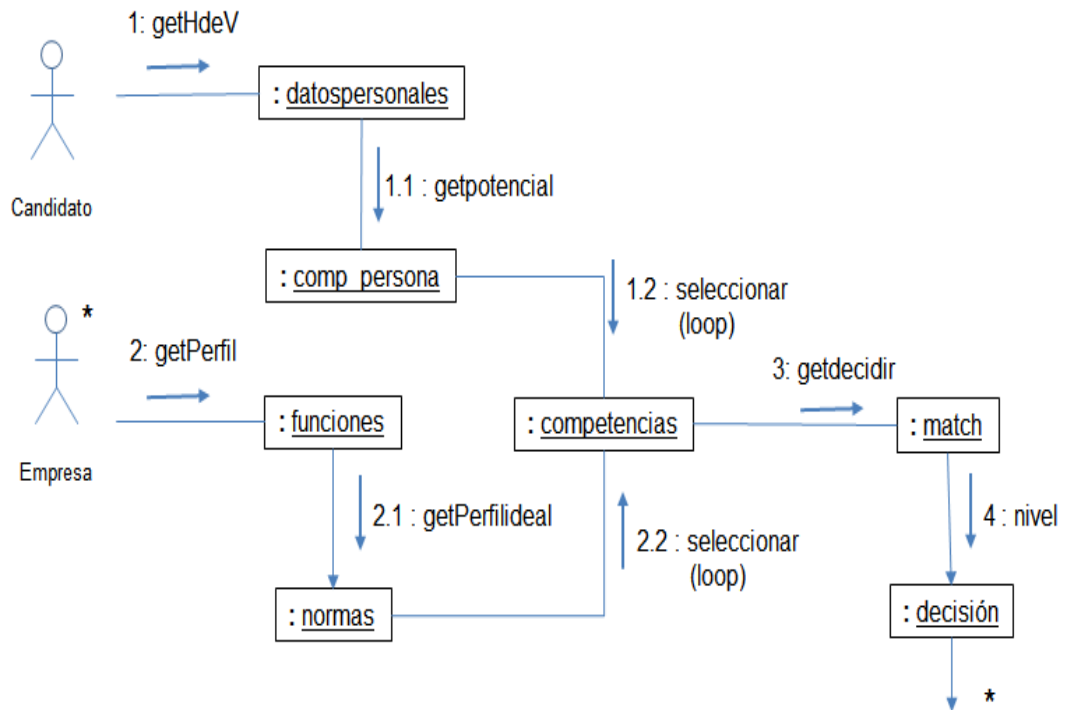 1: getHdeV
: datospersonales
1.1 : getpotencial
Candidato
: comp_persona
1.2 : seleccionar
(loop)
*
2: getPerfil
3: getdecidir
: funciones
: competencias
: match
Empresa
2.1 : getPerfilideal
2.2 : seleccionar
(loop)
4 : nivel
: normas
: decisión
*